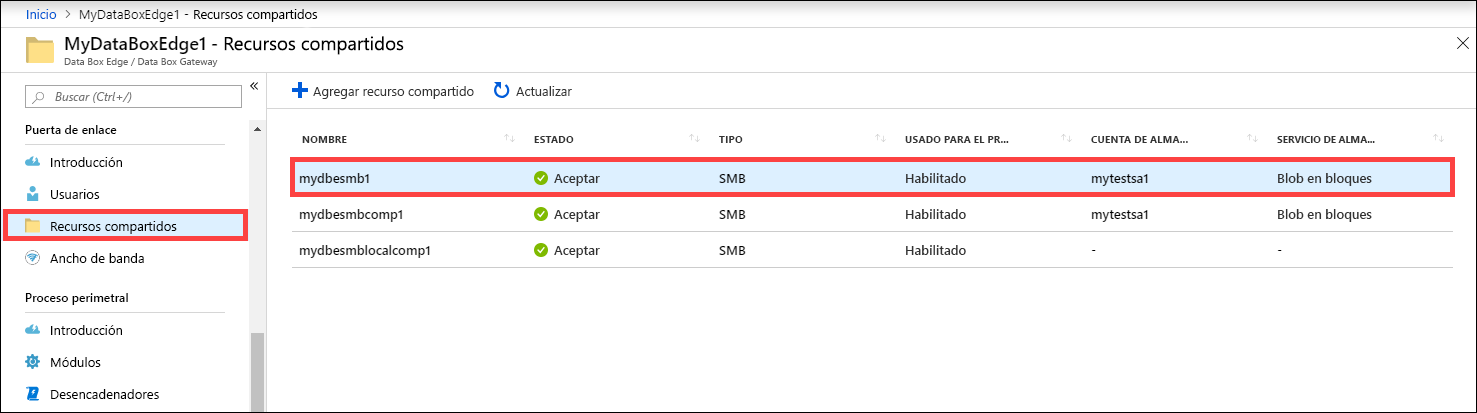 Inicio > MyDataBoxEdge1 - Recursos compartidos
MyDataBoxEdge1 - Recursos compartidos
Data Box Edge / Data Box Gateway
Buscar (Ctrl+/)
Puerta de enlace
Introducción
Usuarios
Recursos compartidos
Ancho de banda
Proceso perimetral
Introducción
Módulos
Desencadenadores
Agregar recurso compartido Actualizar
NOMBRE ESTADO TIPO USADO PARA EL PR... CUENTA DE ALMA... SERVICIO DE ALMA...
mydbesmb1 Aceptar SMB Habilitado mytestsa1 Blob en bloques
mydbesmbcomp1 Aceptar SMB Habilitado mytestsa1 Blob en bloques
mydbesmblocalcomp1 Aceptar SMB Habilitado - -